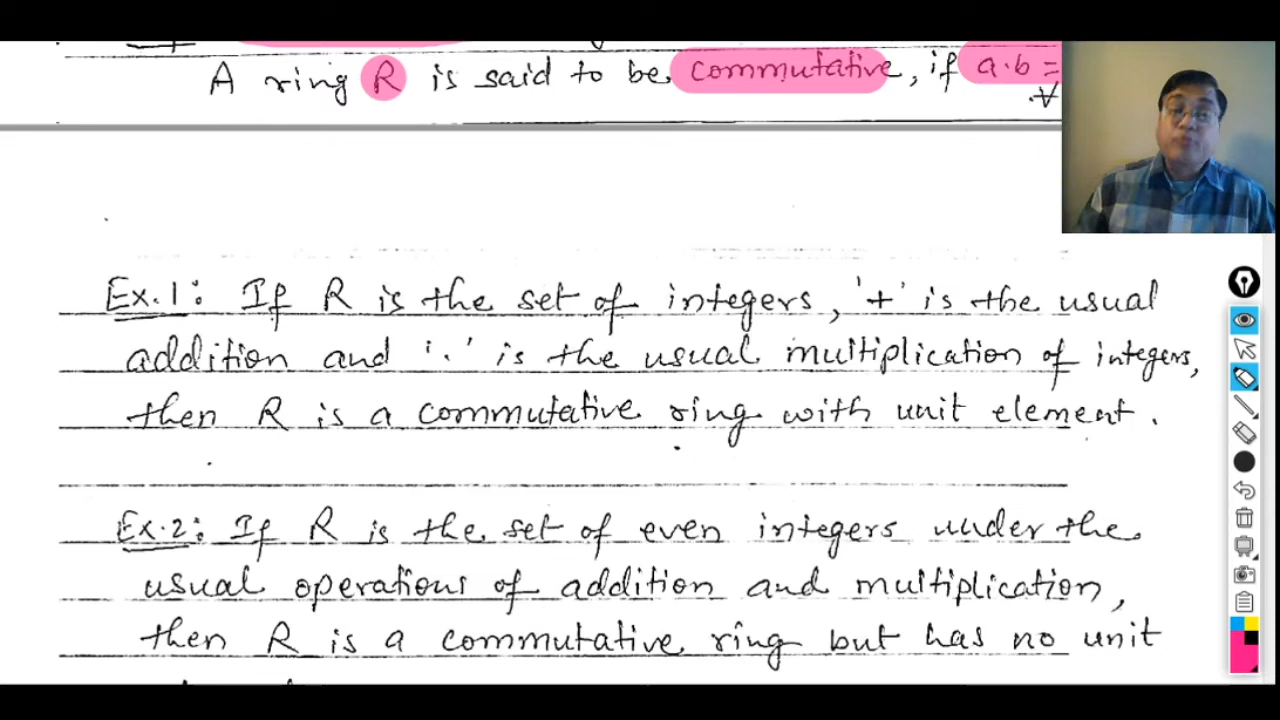 A ring R is said to be commutative, if a.b =
∀
Ex.1: If R is the set of integers, '+' is the usual
addition and '.' is the usual multiplication of integers,
then R is a commutative ring with unit element.
Ex.2: If R is the set of even integers under the
usual operations of addition and multiplication,
then R is a commutative ring but has no unit